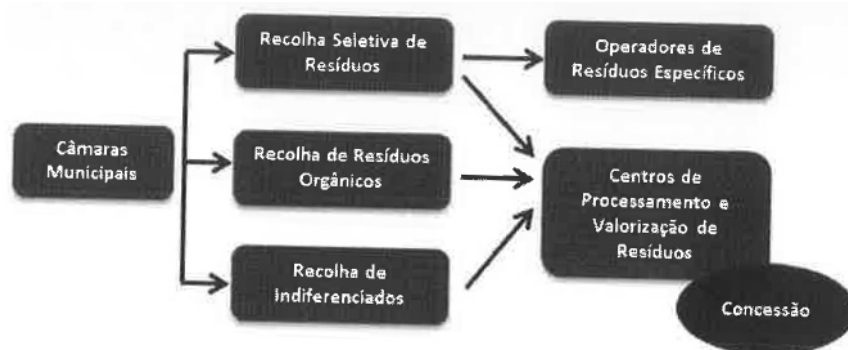 Recolha Seletiva de
Resíduos
Operadores de
Resíduos Específicos
Câmaras
Municipais
Recolha de Resíduos
Orgânicos
Centros de
Processamento e
Valorização de
Resíduos
Recolha de
Indiferenciados
Concessão